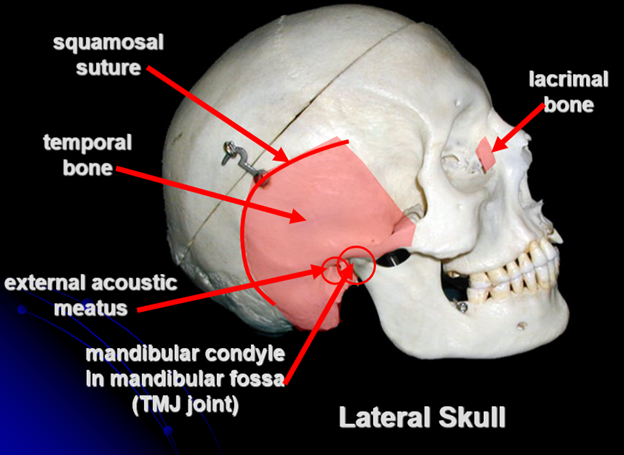 squamosal
suture
lacrimal
bone
temporal
bone
external acoustic
meatus
mandibular condyle
in mandibular fossa
(TMJ joint)
Lateral Skull